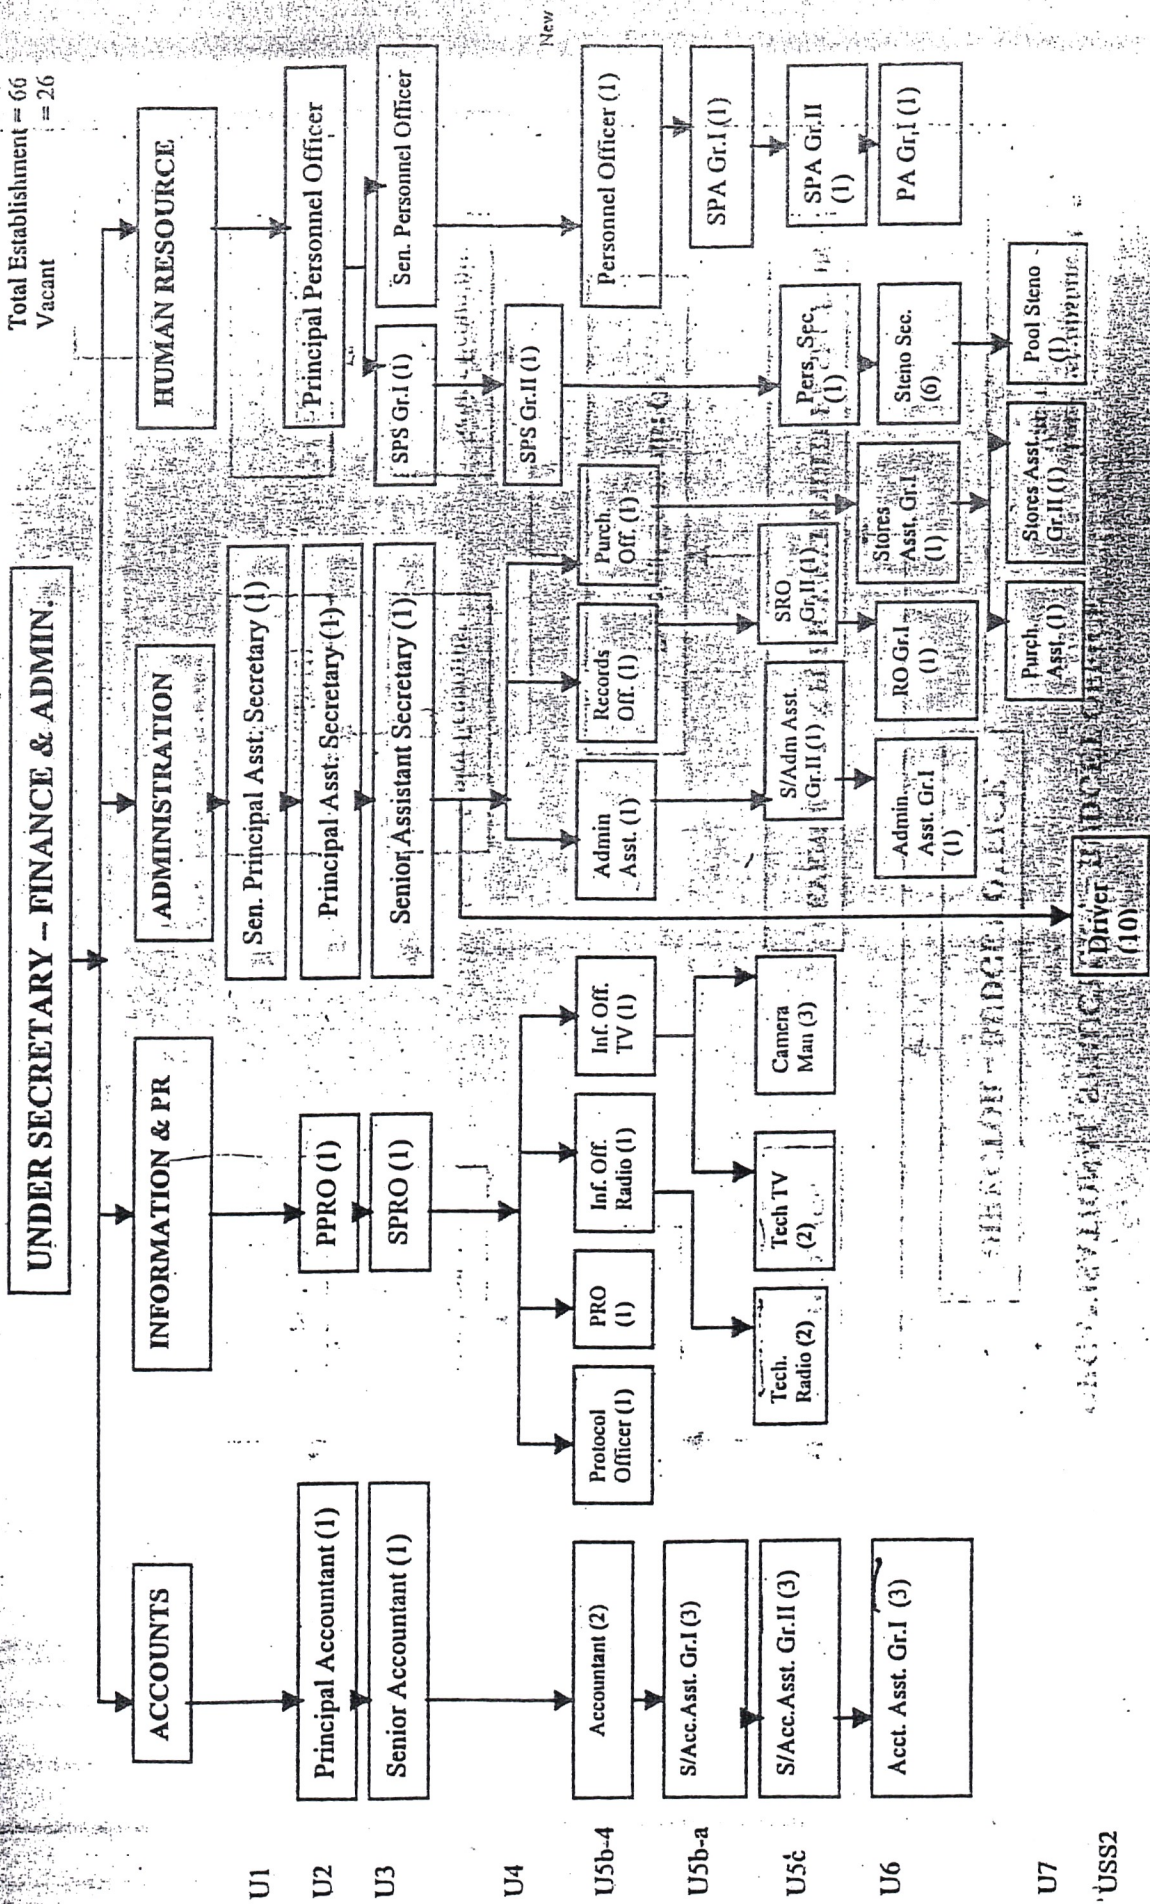 Total Establishment = 66
Vacant = 26
UNDER SECRETARY – FINANCE & ADMIN.
ACCOUNTS
INFORMATION & PR
ADMINISTRATION
HUMAN RESOURCE
U1
Sen. Principal Asst. Secretary (1)
U2
Principal Accountant (1)
PPRO (1)
Principal Asst. Secretary (1)
Principal Personnel Officer
U3
Senior Accountant (1)
SPRO (1)
Senior Assistant Secretary (1)
SPS Gr.I (1)
Sen. Personnel Officer
U4
SPS Gr.II (1)
New
U5b-4
Accountant (2)
Protocol
Officer (1)
PRO
(1)
Inf. Off.
Radio (1)
Inf. Off.
TV (1)
Admin
Asst. (1)
Records
Off. (1)
Purch.
Off. (1)
Personnel Officer (1)
U5b-a
S/Acc.Asst. Gr.I (3)
SPA Gr.I (1)
U5c
S/Acc.Asst. Gr.II (3)
Tech.
Radio (2)
Tech TV
(2)
Camera
Man (3)
S/Adm Asst.
Gr.II (1)
SRO
Gr.II (1)
Pers. Sec.
(1)
SPA Gr.II
(1)
U6
Acct. Asst. Gr.I (3)
Admin.
Asst. Gr.I
(1)
RO Gr.I
(1)
Stores
Asst. Gr.I
(1)
Steno Sec.
(6)
PA Gr.I (1)
U7
Purch.
Asst. (1)
Stores Asst.
Gr.II (1)
Pool Steno
(1)
USS2
Driver
(10)